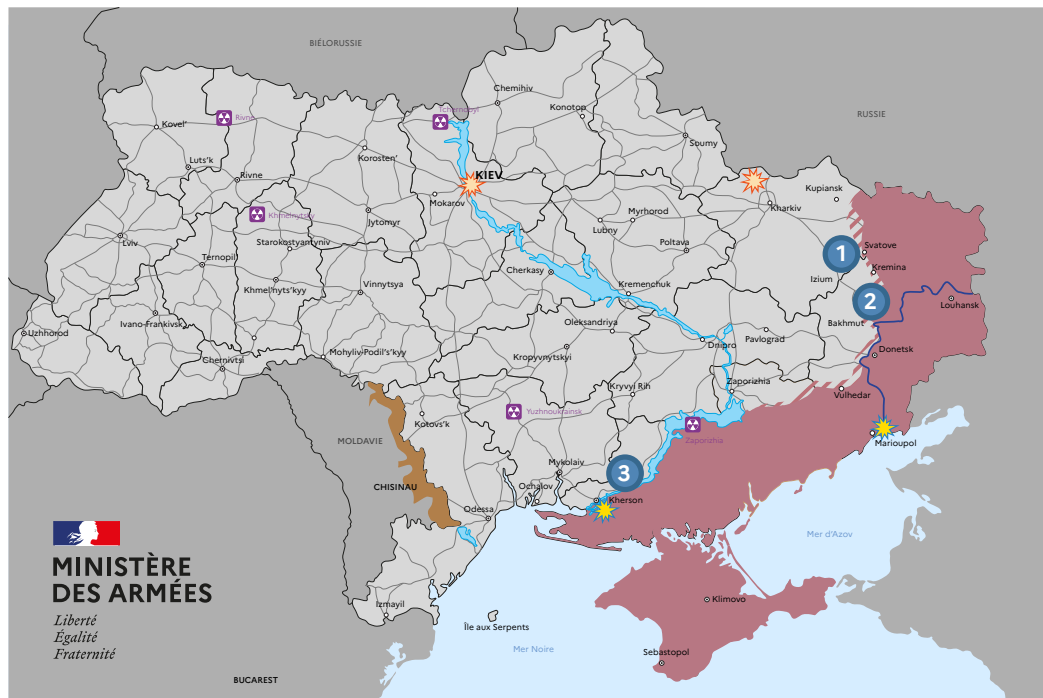 BIÉLORUSSIE
RUSSIE
Chernihiv
Konotop
Tchernobyl
Rivne
Kovel'
Soumy
Korosten'
Luts'k
Rivne
KIEV
Mokarov
Kharkiv
Kupiansk
Khmelnytsky
Jytomyr
Myrhorod
Lubny
Lviv
Starokostyantyniv
Poltava
Svatove
1
Ternopil
Cherkasy
Kremina
Izium
Khmel'nyts'kyy
Vinnytsya
Kremenchuk
2
Louhansk
Ivano-Frankivsk
Oleksandriya
Bakhmut
Uzhhorod
Pavlograd
Dnipro
Mohyliv-Podil's'kyy
Kropyvnytskyi
Donetsk
Chernivtsi
Zaporizhia
Kryvyi Rih
Vulhedar
Yuzhnoukrainsk
Kotovs'k
MOLDAVIE
Zaporizhia
Marioupol
Mykolaiv
3
CHISINAU
Ochalov
Kherson
Odessa
Mer d'Azov
MINISTÈRE
DES ARMÉES
Liberté
Égalité
Fraternité
Klimovo
Izmayil
Île aux Serpents
Mer Noire
Sebastopol
BUCAREST